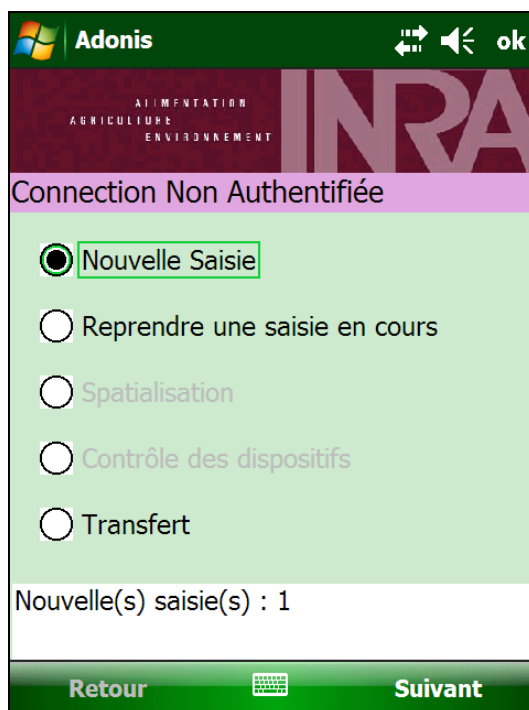 Adonis
ok
ALIMENTATION
AGRICULTURE
ENVIRONNEMENT
INRA
Connection Non Authentifiée
Nouvelle Saisie
Reprendre une saisie en cours
Spatialisation
Contrôle des dispositifs
Transfert
Nouvelle(s) saisie(s) : 1
Retour
Suivant